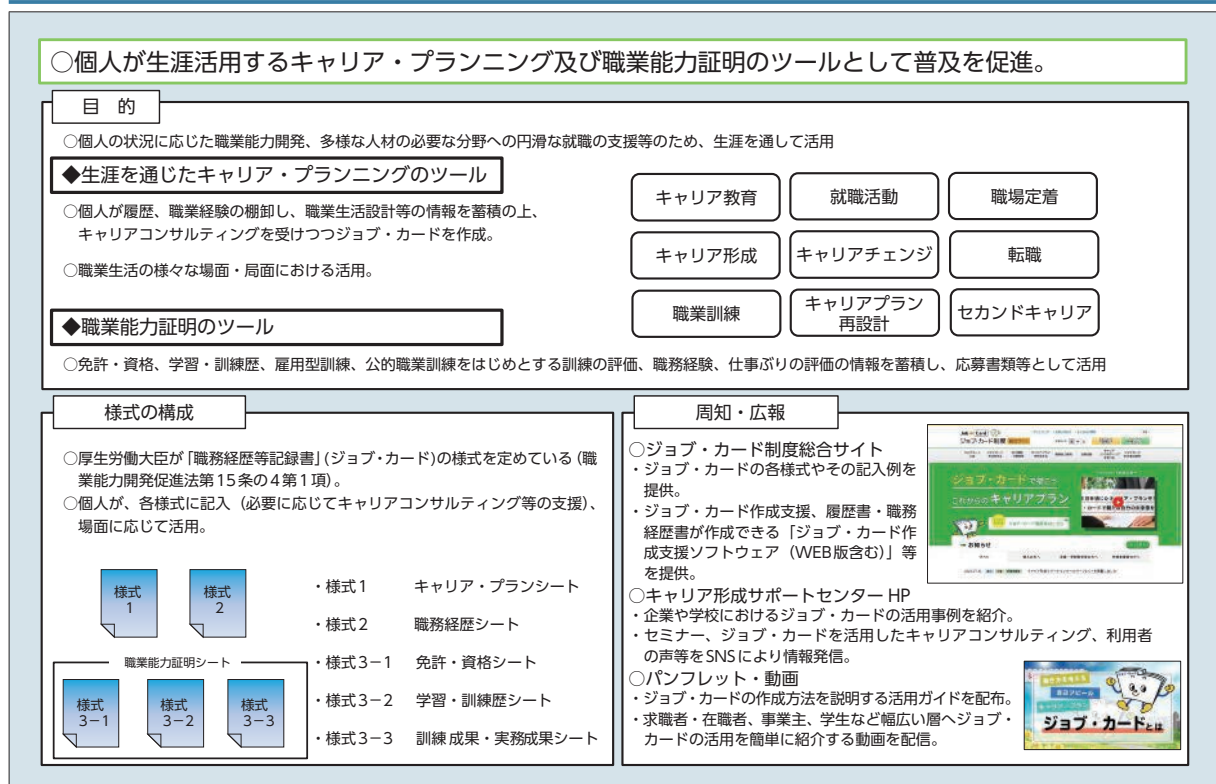 ○個人が生涯活用するキャリア・プランニング及び職業能力証明のツールとして普及を促進。
目 的
○個人の状況に応じた職業能力開発、多様な人材の必要な分野への円滑な就職の支援等のため、生涯を通して活用
◆生涯を通じたキャリア・プランニングのツール
○個人が履歴、職業経験の棚卸し、職業生活設計等の情報を蓄積の上、
キャリアコンサルティングを受けつつジョブ・カードを作成。
○職業生活の様々な場面・局面における活用。
キャリア教育
就職活動
職場定着
キャリア形成
キャリアチェンジ
転職
職業訓練
キャリアプラン
再設計
セカンドキャリア
◆職業能力証明のツール
○免許・資格、学習・訓練歴、雇用型訓練、公的職業訓練をはじめとする訓練の評価、職務経験、仕事ぶりの評価の情報を蓄積し、応募書類等として活用
様式の構成
○厚生労働大臣が「職務経歴等記録書」(ジョブ・カード)の様式を定めている(職
業能力開発促進法第15条の4第1項)。
○個人が、各様式に記入(必要に応じてキャリアコンサルティング等の支援)、
場面に応じて活用。
様式
1
様式
2
職業能力証明シート
様式
3-1
様式
3-2
様式
3-3
・様式1 キャリア・プランシート
・様式2 職務経歴シート
・様式3-1 免許・資格シート
・様式3-2 学習・訓練歴シート
・様式3-3 訓練成果・実務成果シート
周知・広報
○ジョブ・カード制度総合サイト
・ジョブ・カードの各様式やその記入例を
提供。
・ジョブ・カード作成支援、履歴書・職務
経歴書が作成できる「ジョブ・カード作
成支援ソフトウェア(WEB版含む)」等
を提供。
○キャリア形成サポートセンターHP
・企業や学校におけるジョブ・カードの活用事例を紹介。
・セミナー、ジョブ・カードを活用したキャリアコンサルティング、利用者
の声等をSNSにより情報発信。
○パンフレット・動画
・ジョブ・カードの作成方法を説明する活用ガイドを配布。
・求職者・在職者、事業主、学生など幅広い層へジョブ・
カードの活用を簡単に紹介する動画を配信。
ジョブ・カード制度
ジョブ・カードで描こう
これからのキャリアプラン
お知らせ
自己アピール
キャリア・プラン
ジョブ・カードとは